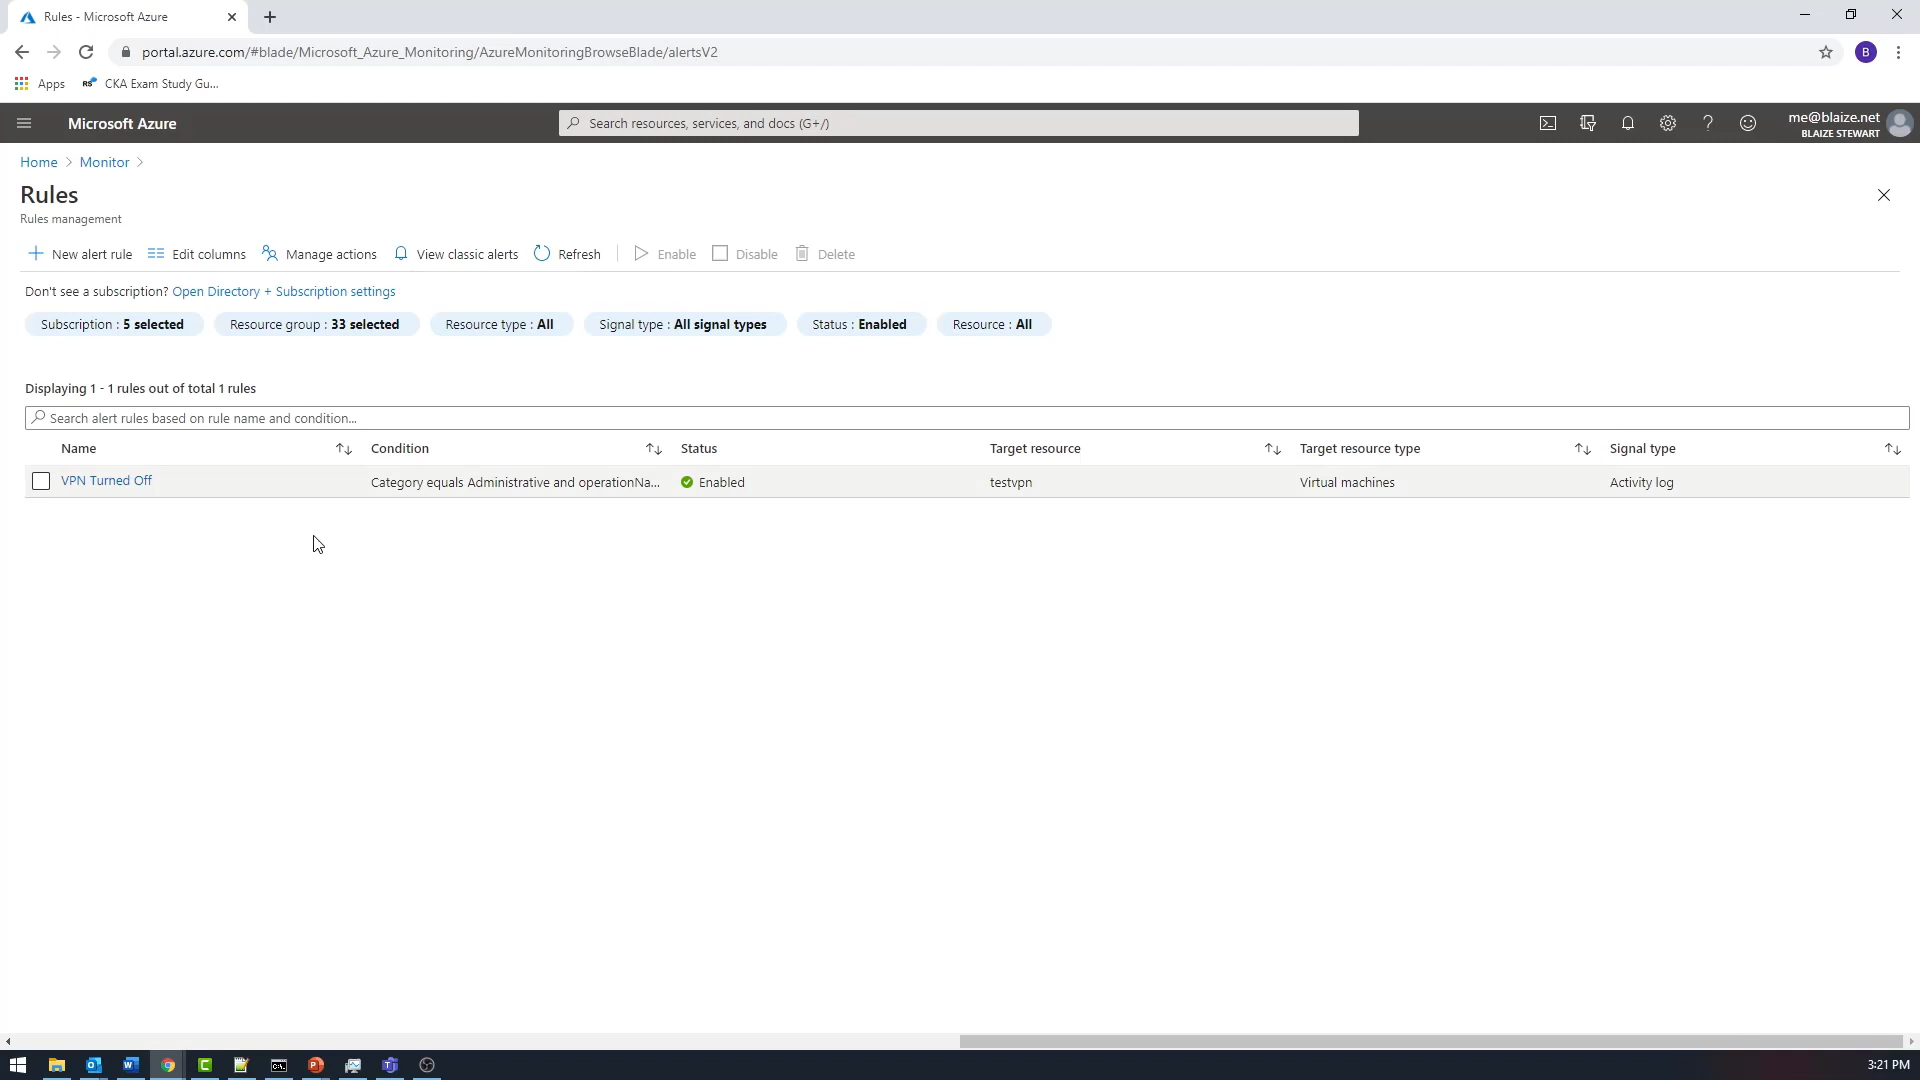 Rules - Microsoft Azure
portal.azure.com/#blade/Microsoft_Azure_Monitoring/AzureMonitoringBrowseBlade/alertsV2
B
Apps
RS
CKA Exam Study Gu...
Microsoft Azure
Search resources, services, and docs (G+/)
me@blaize.net
BLAIZE STEWART
Home > Monitor >
Rules
Rules management
New alert rule
Edit columns
Manage actions
View classic alerts
Refresh
Enable
Disable
Delete
Don't see a subscription? Open Directory + Subscription settings
Subscription : 5 selected
Resource group : 33 selected
Resource type : All
Signal type : All signal types
Status : Enabled
Resource : All
Displaying 1 - 1 rules out of total 1 rules
Search alert rules based on rule name and condition...
Name
Condition
Status
Target resource
Target resource type
Signal type
VPN Turned Off
Category equals Administrative and operationNa...
Enabled
testvpn
Virtual machines
Activity log
3:21 PM